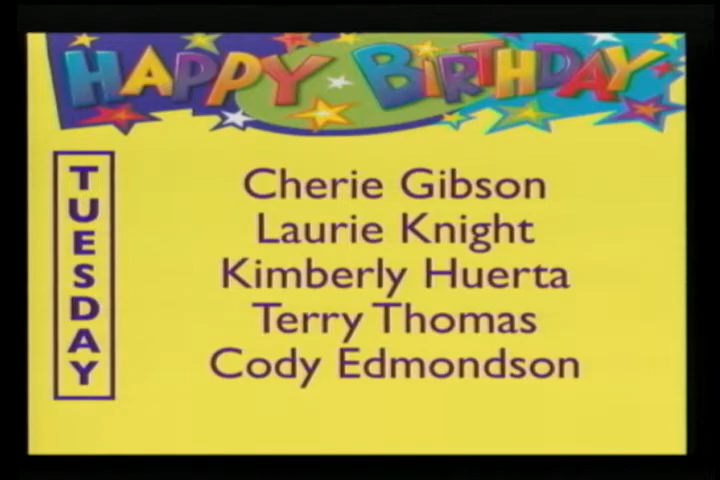 HAPPY BIRTHDAY
TUESDAY
Cherie Gibson
Laurie Knight
Kimberly Huerta
Terry Thomas
Cody Edmondson